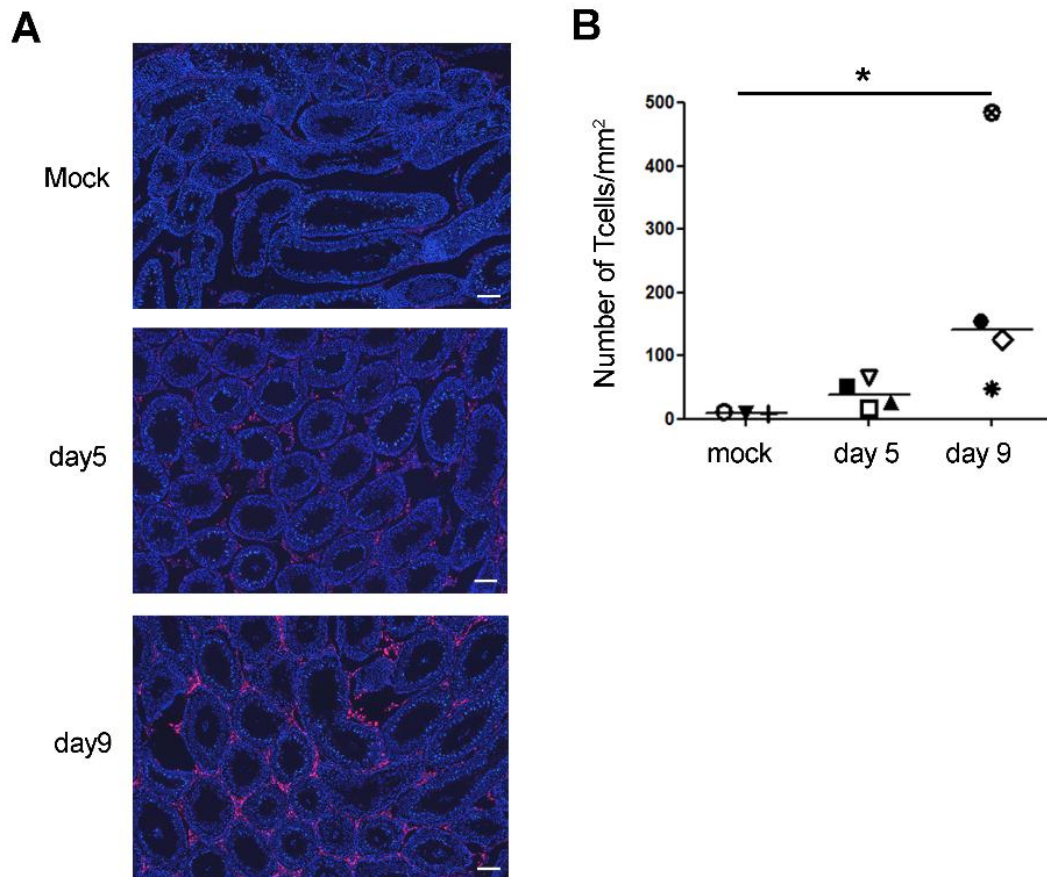 A
Mock
day5
day9
B
*
Number of Tcells/mm²
500
400
300
200
100
0
mock day 5 day 9